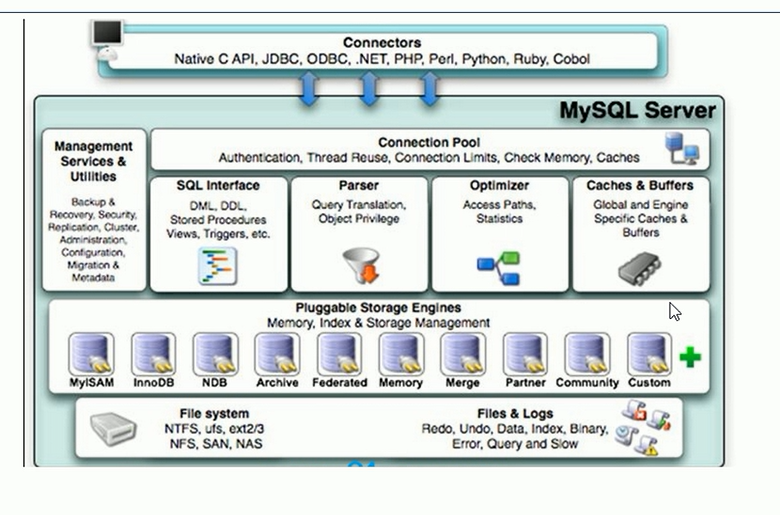 Connectors
Native C API, JDBC, ODBC, .NET, PHP, Perl, Python, Ruby, Cobol
MySQL Server
Management
Services &
Utilities
Backup &
Recovery, Security,
Replication, Cluster,
Administration,
Configuration,
Migration &
Metadata
Connection Pool
Authentication, Thread Reuse, Connection Limits, Check Memory, Caches
SQL Interface
DML, DDL,
Stored Procedures
Views, Triggers, etc.
Parser
Query Translation,
Object Privilege
Optimizer
Access Paths,
Statistics
Caches & Buffers
Global and Engine
Specific Caches &
Buffers
Pluggable Storage Engines
Memory, Index & Storage Management
MyISAM
InnoDB
NDB
Archive
Federated
Memory
Merge
Partner
Community
Custom
File system
NTFS, ufs, ext2/3
NFS, SAN, NAS
Files & Logs
Redo, Undo, Data, Index, Binary,
Error, Query and Slow